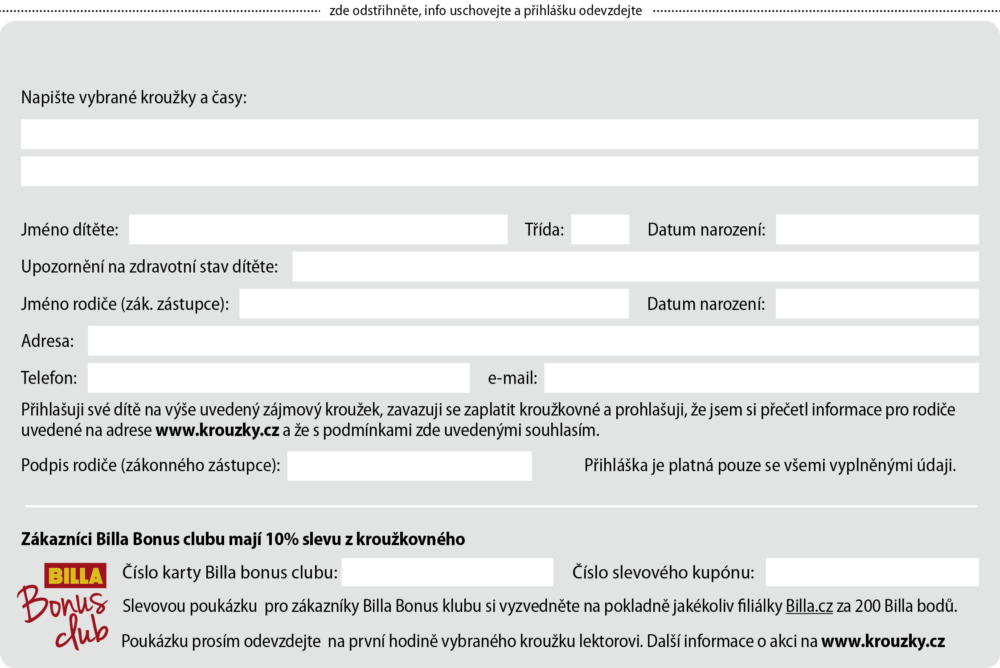 zde odstřihněte, info uschovejte a přihlášku odevzdejte
Napište vybrané kroužky a časy:
Jméno dítěte: Třída: Datum narození:
Upozornění na zdravotní stav dítěte:
Jméno rodiče (zák. zástupce): Datum narození:
Adresa:
Telefon: e-mail:
Přihlašuji své dítě na výše uvedený zájmový kroužek, zavazuji se zaplatit kroužkovné a prohlašuji, že jsem si přečetl informace pro rodiče
uvedené na adrese www.krouzky.cz a že s podmínkami zde uvedenými souhlasím.
Podpis rodiče (zákonného zástupce): Přihláška je platná pouze se všemi vyplněnými údaji.
Zákazníci Billa Bonus clubu mají 10% slevu z kroužkovného
BILLA
Bonus
club
Číslo karty Billa bonus clubu: Číslo slevového kupónu:
Slevovou poukázku pro zákazníky Billa Bonus klubu si vyzvedněte na pokladně jakékoliv filiálky Billa.cz za 200 Billa bodů.
Poukázku prosím odevzdejte na první hodině vybraného kroužku lektorovi. Další informace o akci na www.krouzky.cz